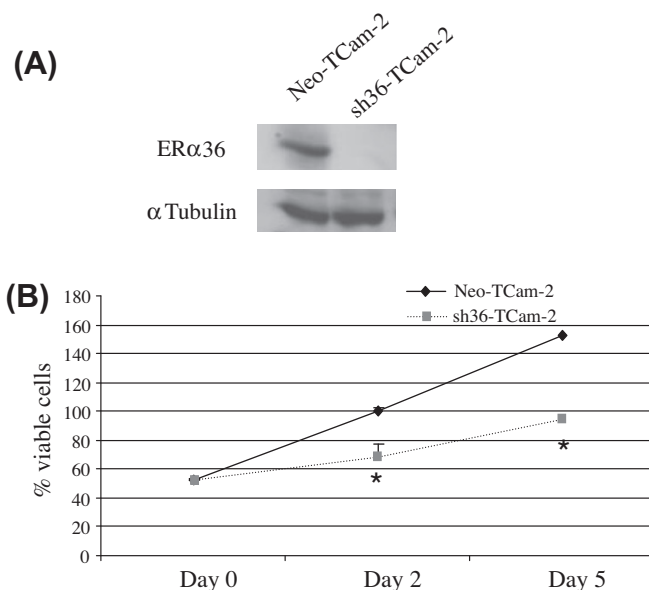 (A)
Neo-TCam-2
sh36-TCam-2
ERα36
α Tubulin
(B)
180
160
140
120
100
80
60
40
20
0
% viable cells
Neo-TCam-2
sh36-TCam-2
*
*
Day 0
Day 2
Day 5